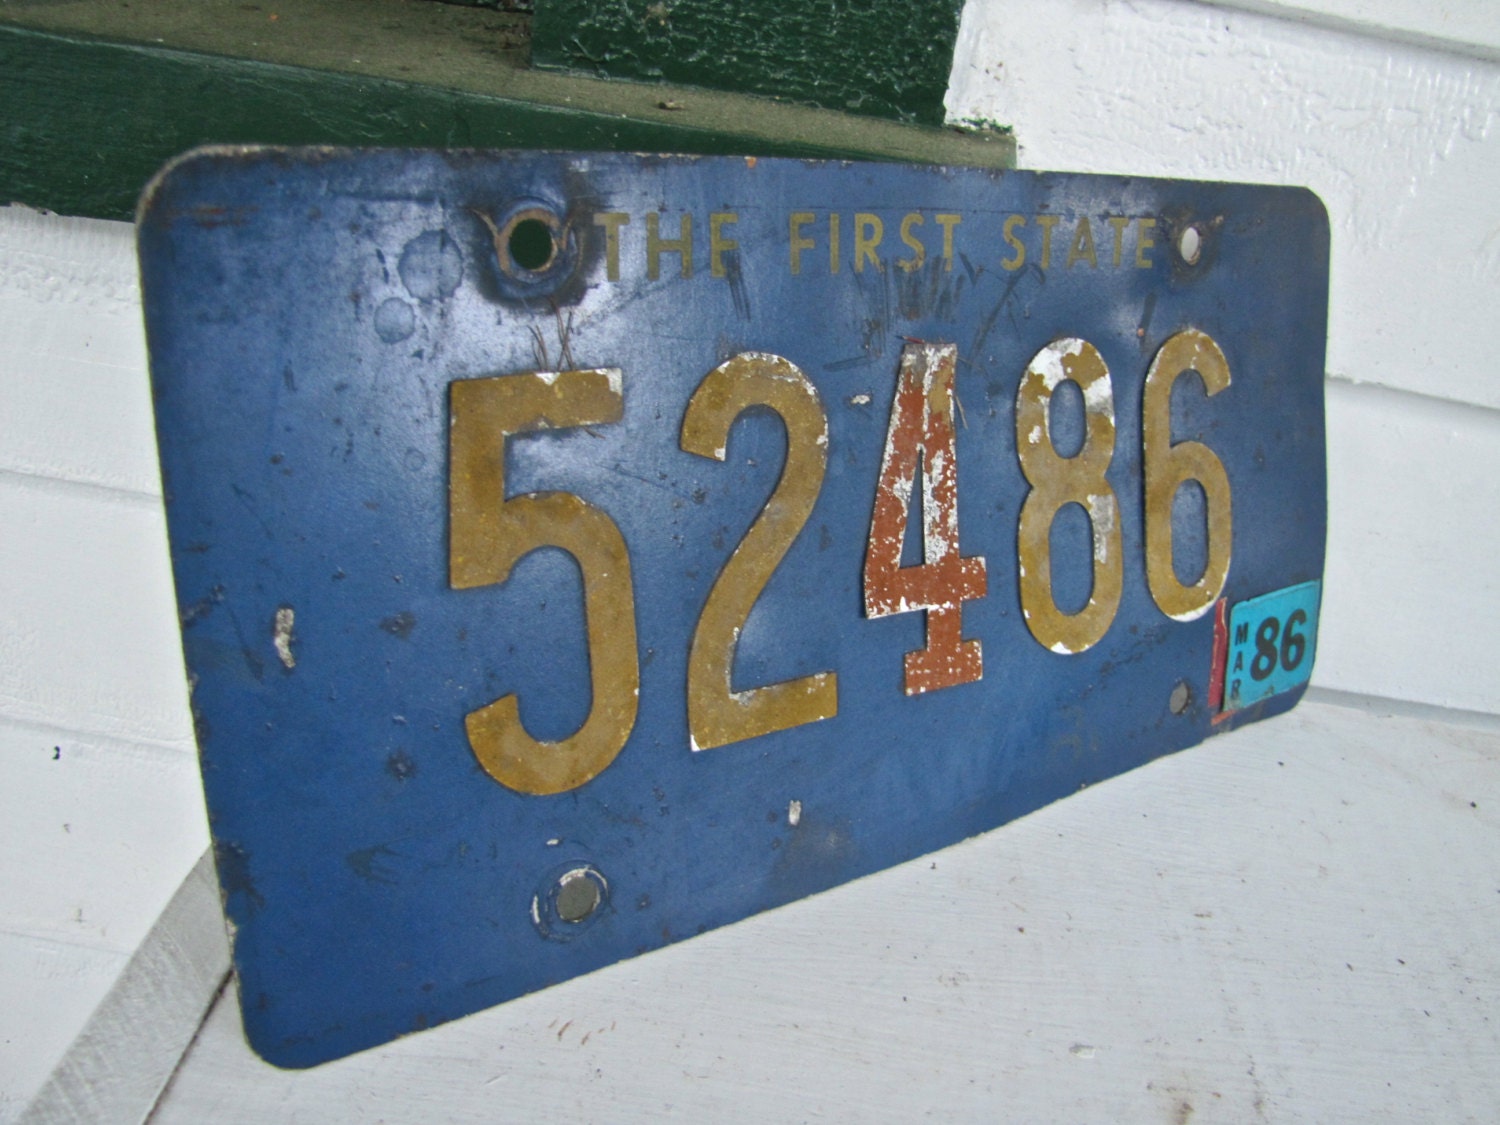 THE FIRST STATE
52486
MAR 86